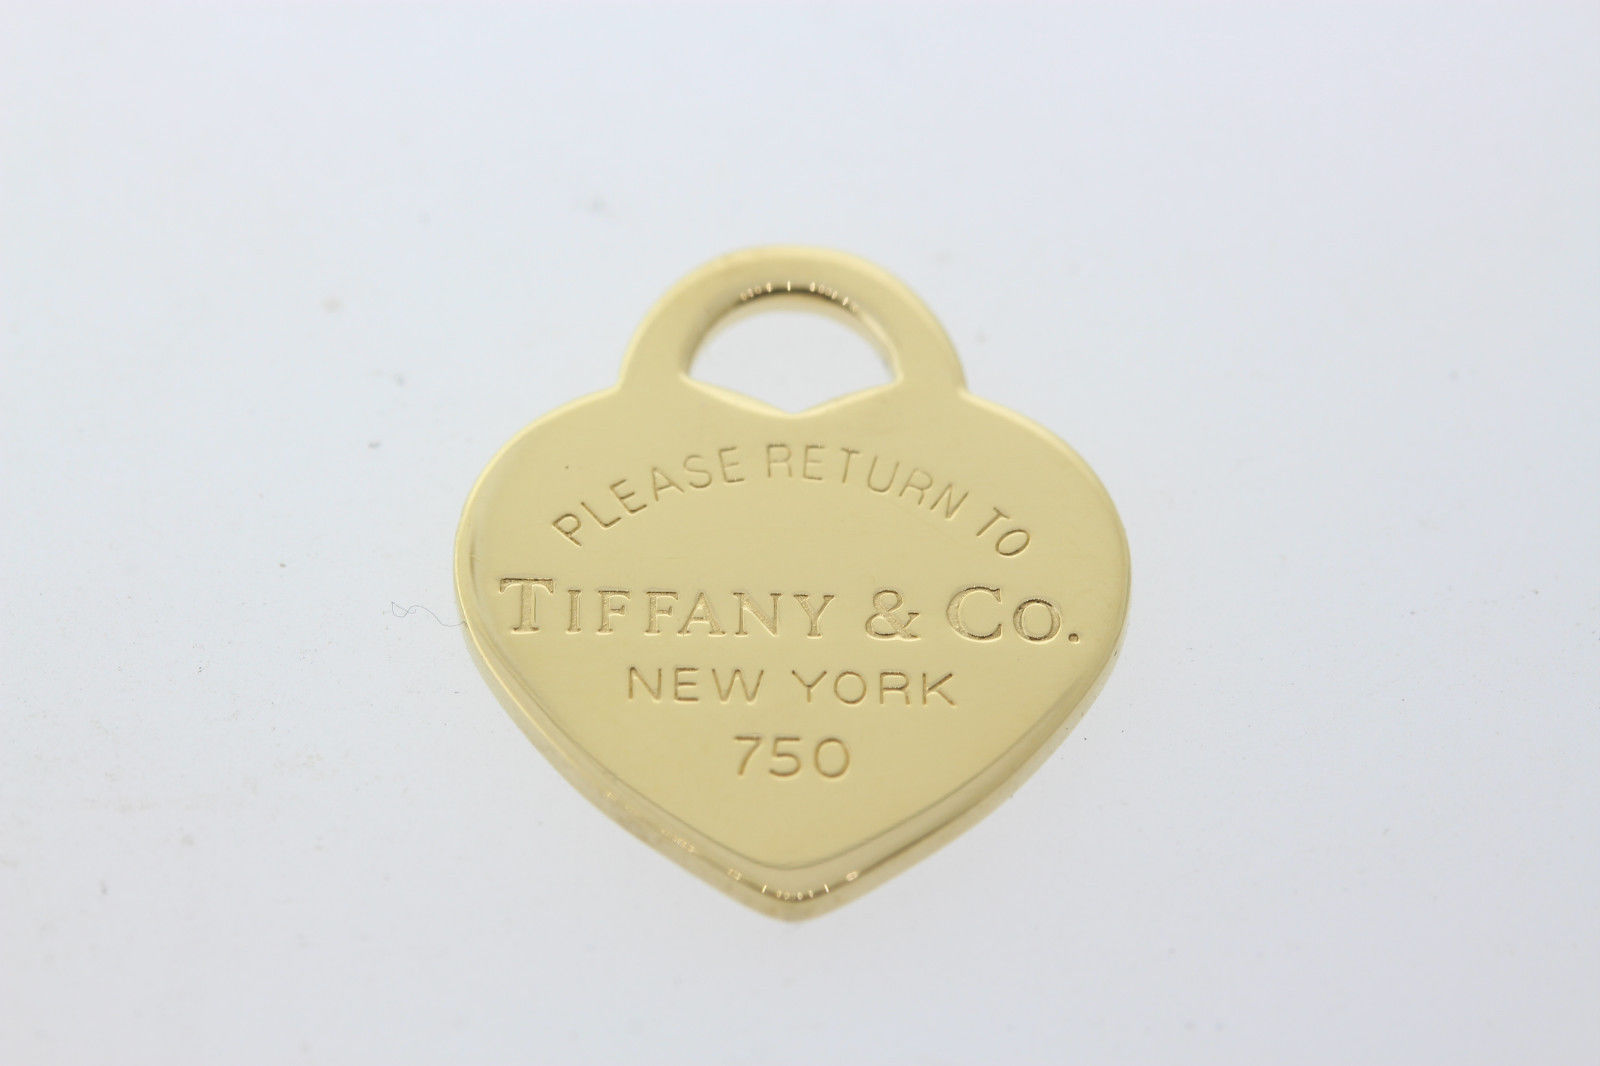 PLEASE RETURN TO
TIFFANY & CO.
NEW YORK
750